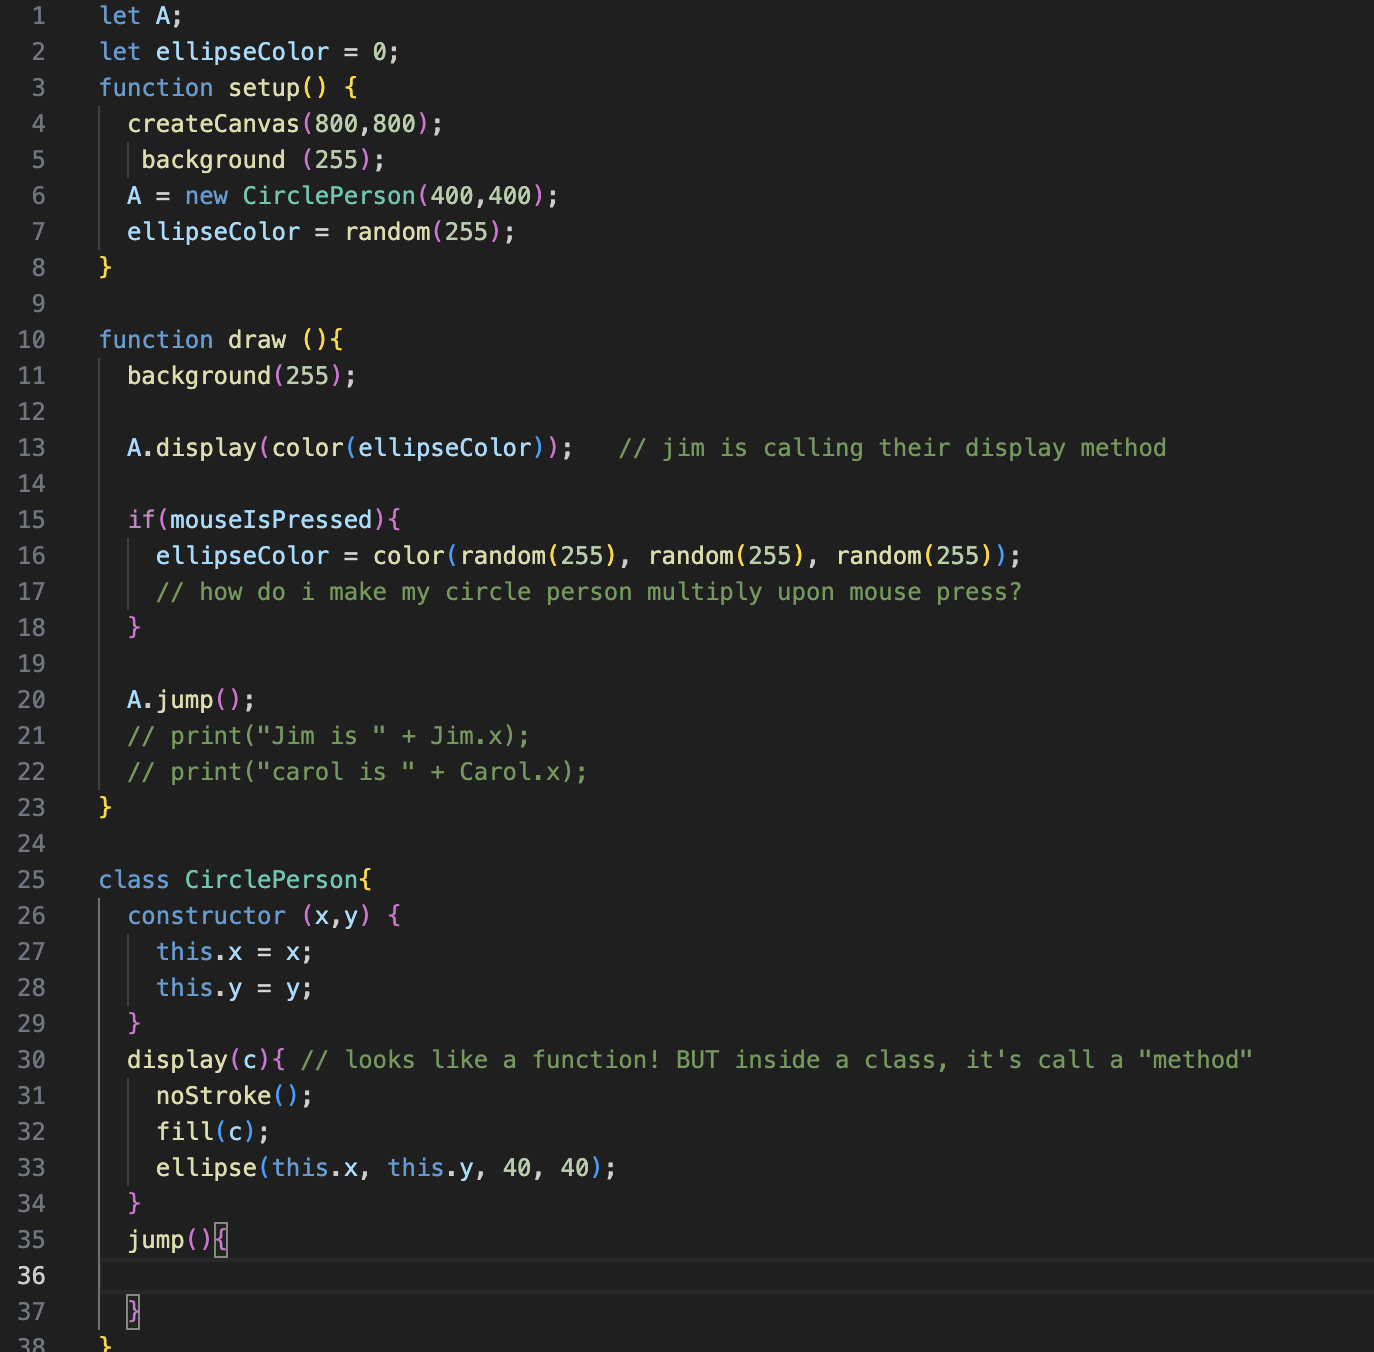 1 let A;
2 let ellipseColor = 0;
3 function setup() {
4 createCanvas(800,800);
5 background (255);
6 A = new CirclePerson(400,400);
7 ellipseColor = random(255);
8 }
9
10 function draw (){
11 background(255);
12
13 A.display(color(ellipseColor)); // jim is calling their display method
14
15 if(mouseIsPressed){
16 ellipseColor = color(random(255), random(255), random(255));
17 // how do i make my circle person multiply upon mouse press?
18 }
19
20 A.jump();
21 // print("Jim is " + Jim.x);
22 // print("carol is " + Carol.x);
23 }
24
25 class CirclePerson{
26 constructor (x,y) {
27 this.x = x;
28 this.y = y;
29 }
30 display(c){ // looks like a function! BUT inside a class, it's call a "method"
31 noStroke();
32 fill(c);
33 ellipse(this.x, this.y, 40, 40);
34 }
35 jump(){
36
37 }
38 }